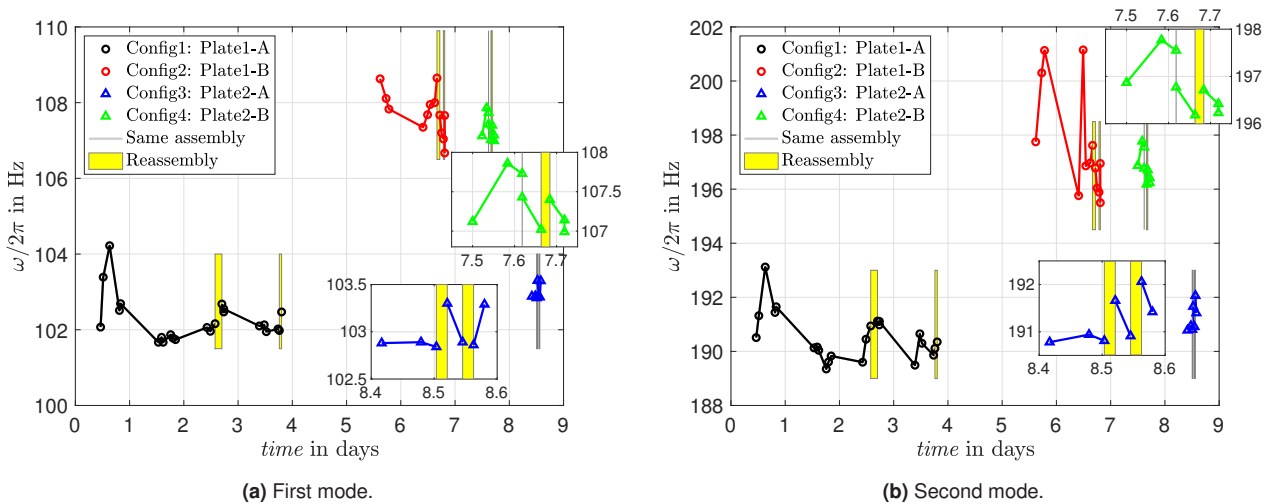 110
108
106
104
102
100
ω/2π in Hz
Config1: Plate1-A
Config2: Plate1-B
Config3: Plate2-A
Config4: Plate2-B
Same assembly
Reassembly
108
107.5
107
7.5 7.6 7.7
103.5
103
102.5
8.4 8.5 8.6
0 1 2 3 4 5 6 7 8 9
time in days
(a) First mode.
202
200
198
196
194
192
190
188
ω/2π in Hz
Config1: Plate1-A
Config2: Plate1-B
Config3: Plate2-A
Config4: Plate2-B
Same assembly
Reassembly
7.5 7.6 7.7
198
197
196
192
191
8.4 8.5 8.6
0 1 2 3 4 5 6 7 8 9
time in days
(b) Second mode.